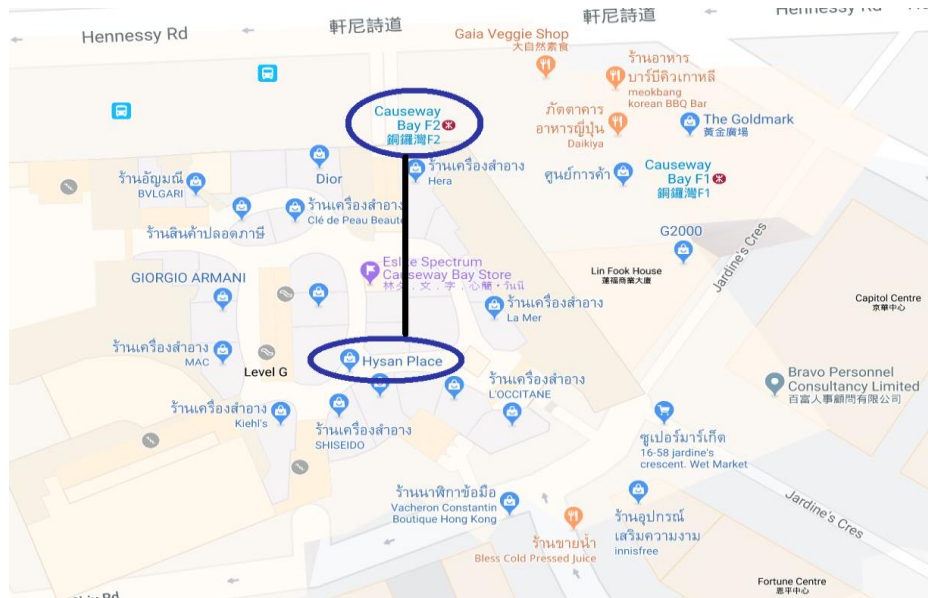 Hennessy Rd
軒尼詩道
軒尼詩道
Hennessy Rd
Gaia Veggie Shop
大自然素食
ร้านอาหาร
บาร์บีคิวเกาหลี
meokbang
korean BBQ Bar
ภัตตาคาร
อาหารญี่ปุ่น
Daikiya
The Goldmark
黃金廣場
Causeway
Bay F2
銅鑼灣F2
Causeway
Bay F1
銅鑼灣F1
ศูนย์การค้า
Dior
ร้านเครื่องสำอาง
Hera
ร้านอัญมณี
BVLGARI
ร้านเครื่องสำอาง
Clé de Peau Beauté
ร้านสินค้าปลอดภาษี
G2000
Jardine's Cres
Eslite Spectrum
Causeway Bay Store
Lin Fook House
蓮福商業大廈
GIORGIO ARMANI
Capitol Centre
京華中心
ร้านเครื่องสำอาง
La Mer
ร้านเครื่องสำอาง
MAC
Level G
Hysan Place
Bravo Personnel
Consultancy Limited
百富人事顧問有限公司
ร้านเครื่องสำอาง
L'OCCITANE
ร้านเครื่องสำอาง
Kiehl's
ร้านเครื่องสำอาง
SHISEIDO
ซูเปอร์มาร์เก็ต
16-58 jardine's
crescent. Wet Market
ร้านนาฬิกาข้อมือ
Vacheron Constantin
Boutique Hong Kong
ร้านอุปกรณ์
เสริมความงาม
innisfree
Jardine's Cres
ร้านขายน้ำ
Bless Cold Pressed Juice
Fortune Centre
恩平中心
Rd